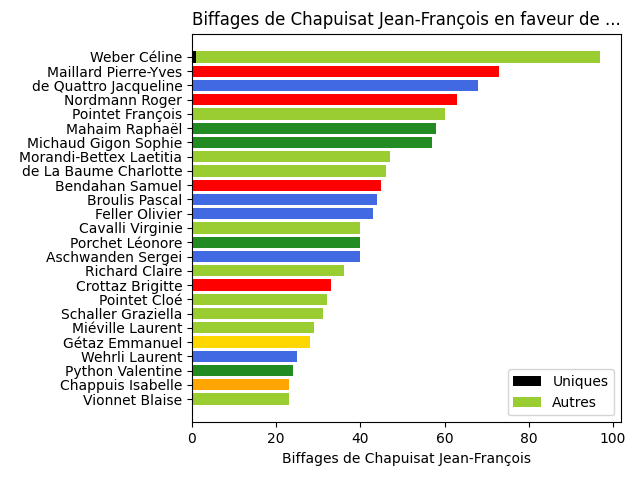 Biffages de Chapuisat Jean-François en faveur de ...
Weber Céline
Maillard Pierre-Yves
de Quattro Jacqueline
Nordmann Roger
Pointet François
Mahaim Raphaël
Michaud Gigon Sophie
Morandi-Bettex Laetitia
de La Baume Charlotte
Bendahan Samuel
Broulis Pascal
Feller Olivier
Cavalli Virginie
Porchet Léonore
Aschwanden Sergei
Richard Claire
Crottaz Brigitte
Pointet Cloé
Schaller Graziella
Miéville Laurent
Gétaz Emmanuel
Wehrli Laurent
Python Valentine
Chappuis Isabelle
Vionnet Blaise
Uniques
Autres
0 20 40 60 80 100
Biffages de Chapuisat Jean-François